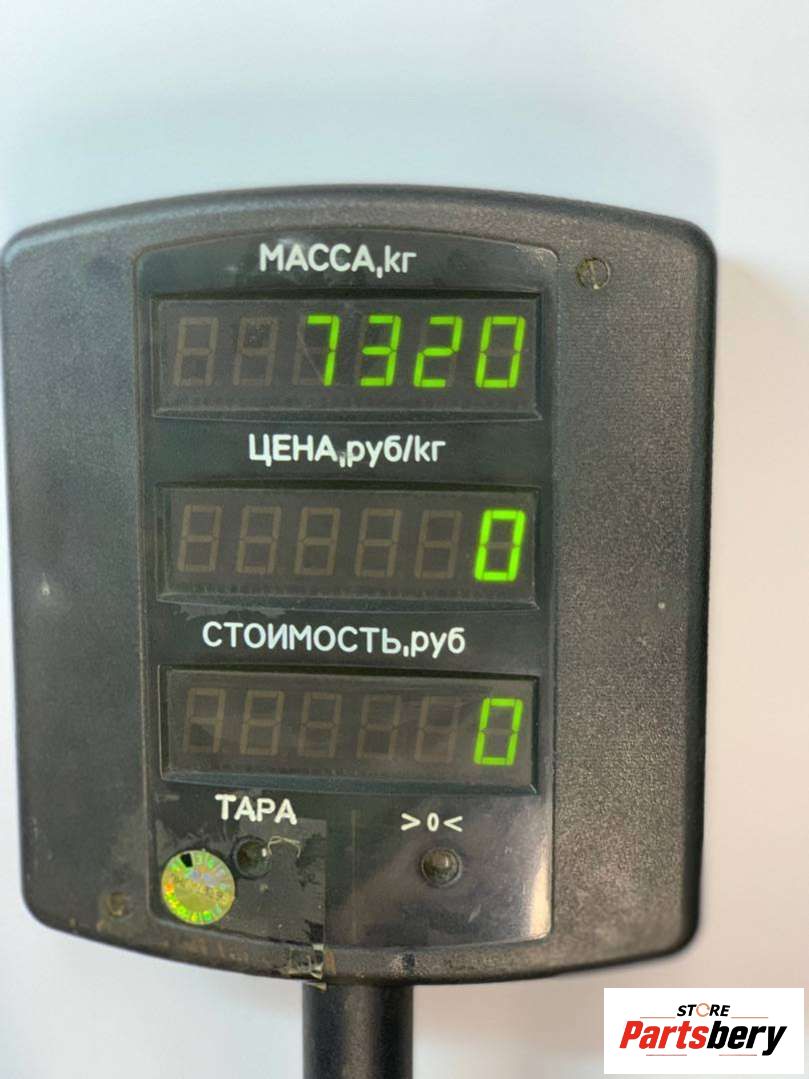 МАССА,кг
7320
ЦЕНА,руб/кг
0
СТОИМОСТЬ,руб
0
ТАРА >0<
STORE
Partsbery